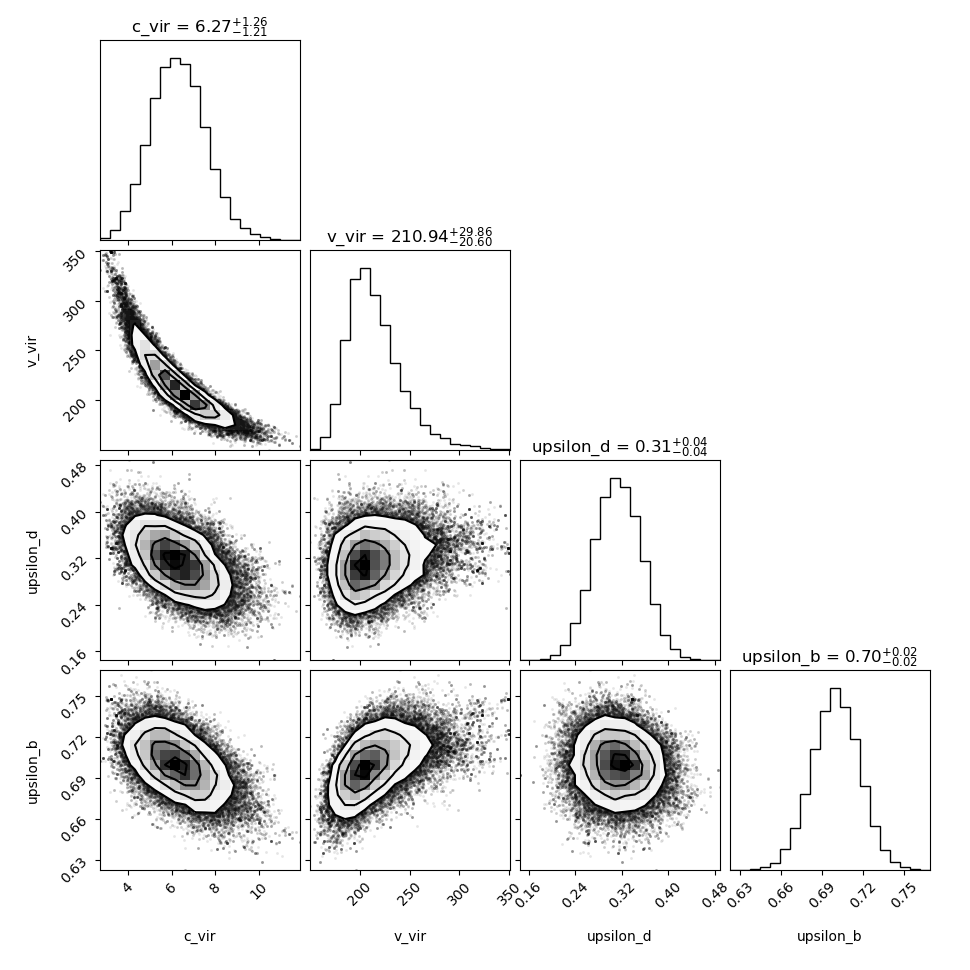 c_vir = 6.27+1.26−1.21
v_vir = 210.94+29.86−20.60
350
300
250
200
v_vir
upsilon_d = 0.31+0.04−0.04
0.48
0.40
0.32
0.24
0.16
upsilon_d
upsilon_b = 0.70+0.02−0.02
0.75
0.72
0.69
0.66
0.63
upsilon_b
4 6 8 10
200 250 300 350
0.16 0.24 0.32 0.40 0.48
0.63 0.66 0.69 0.72 0.75
c_vir v_vir upsilon_d upsilon_b